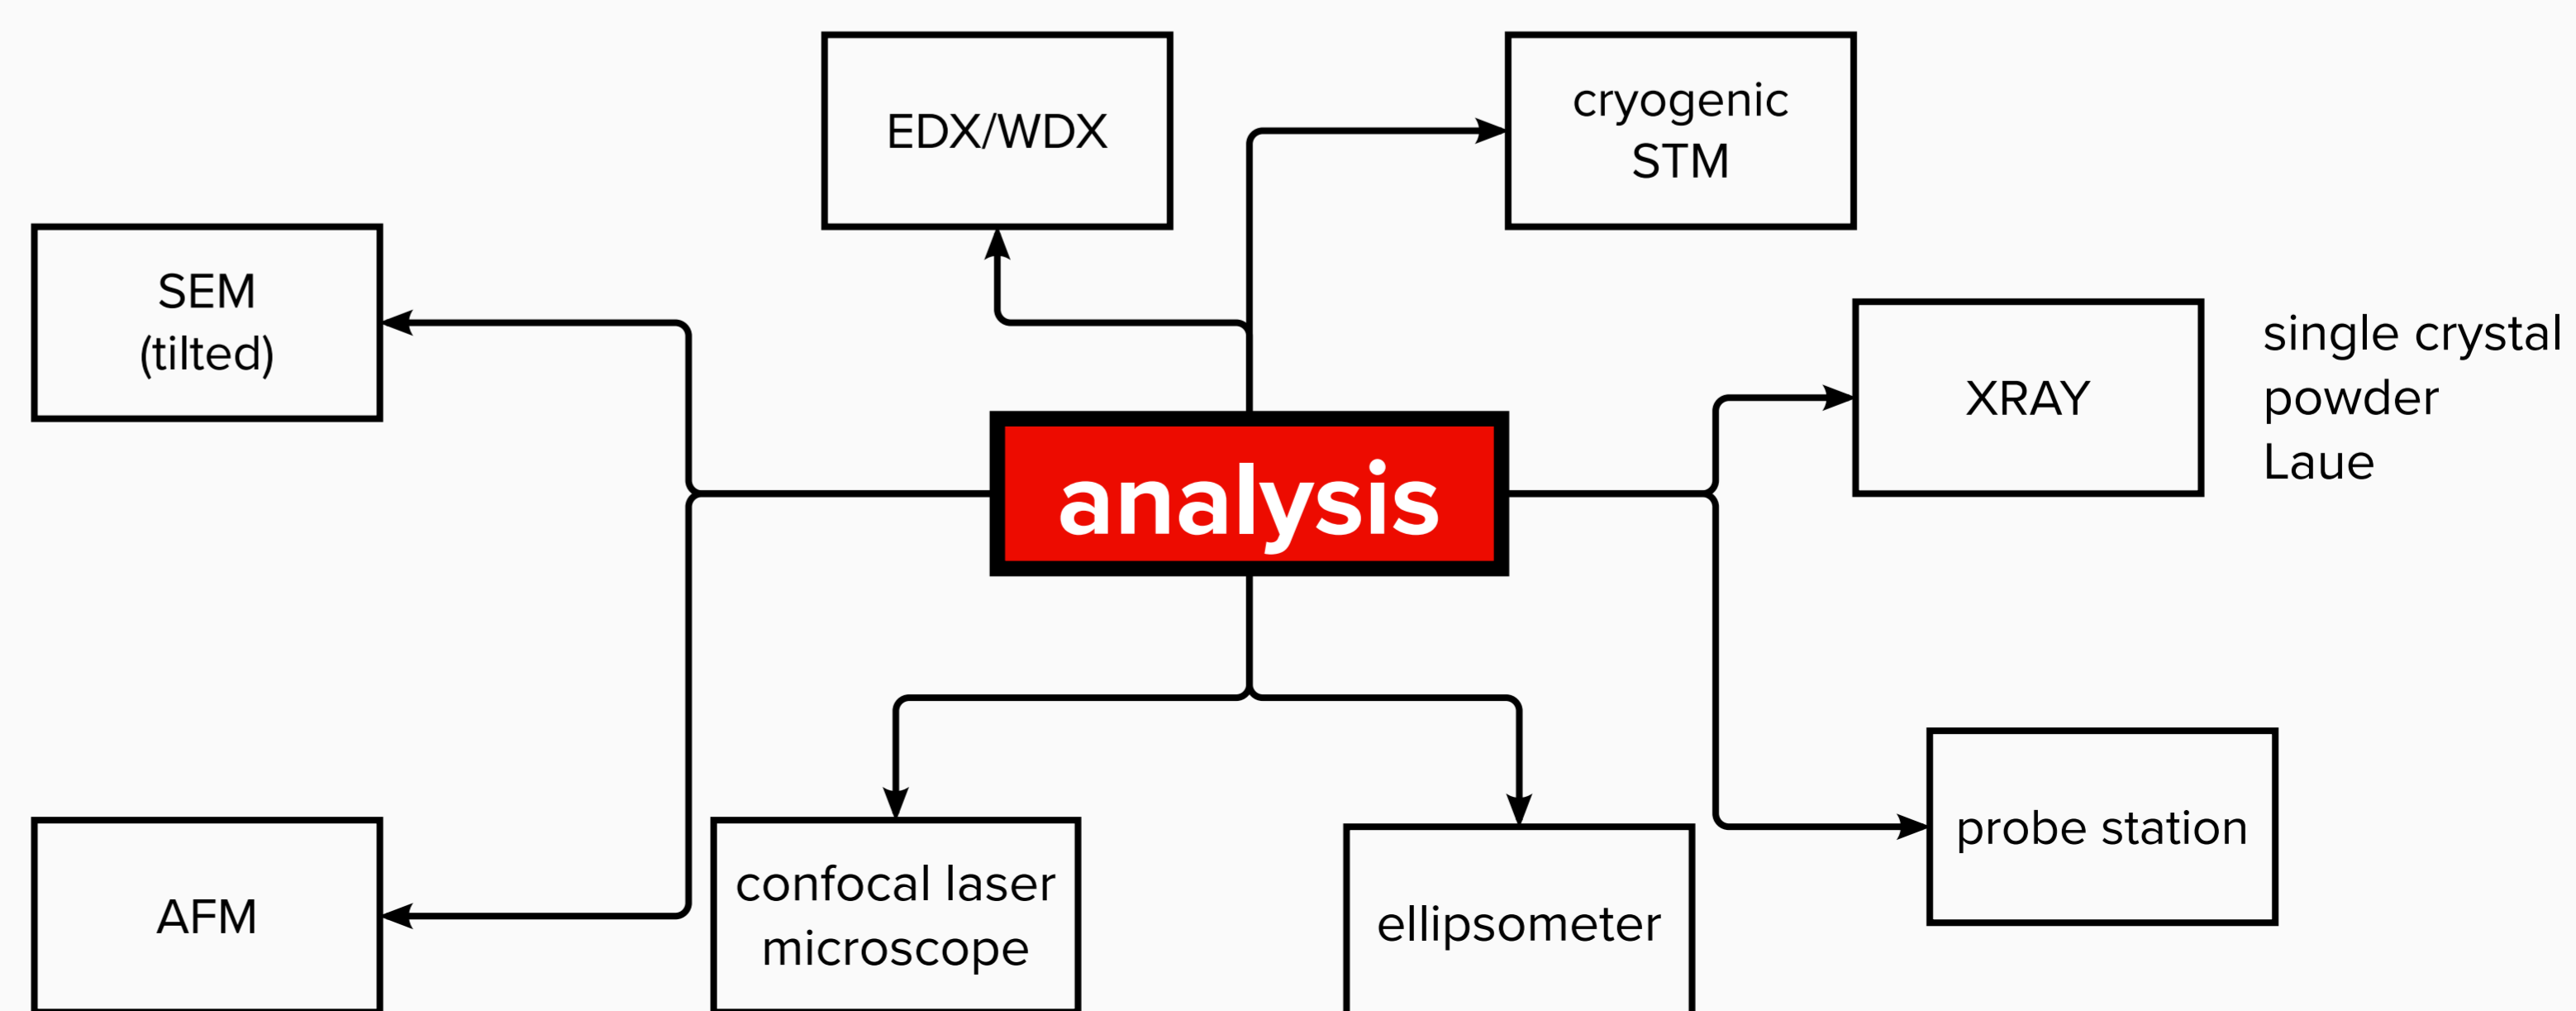 EDX/WDX
cryogenic
STM
SEM
(tilted)
XRAY
single crystal
powder
Laue
analysis
probe station
AFM
confocal laser
microscope
ellipsometer